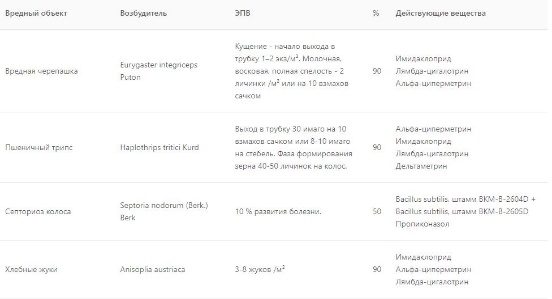 Вредный объект Возбудитель ЭПВ % Действующие вещества
Вредная черепашка
Eurygaster integriceps
Puton
Кущение - начало выхода в
трубку 1–2 экз/м². Молочная,
восковая, полная спелость - 2
личинки /м² или на 10 взмахов
сачком
90
Имидаклоприд
Лямбда-цигалотрин
Альфа-циперметрин
Пшеничный трипс
Haplothrips tritici Kurd
Выход в трубку 30 имаго на 10
взмахов сачком или 8-10 имаго
на стебель. Фаза формирования
зерна 40-50 личинок на колос.
90
Альфа-циперметрин
Имидаклоприд
Лямбда-цигалотрин
Дельтаметрин
Септориоз колоса
Septoria nodorum (Berk.)
Berk
10 % развития болезни.
50
Bacillus subtilis, штамм ВКМ-В-2604D +
Bacillus subtilis, штамм ВКМ-В-2605D
Пропиконазол
Хлебные жуки
Anisoplia austriaca
3-8 жуков /м²
90
Имидаклоприд
Альфа-циперметрин
Лямбда-цигалотрин